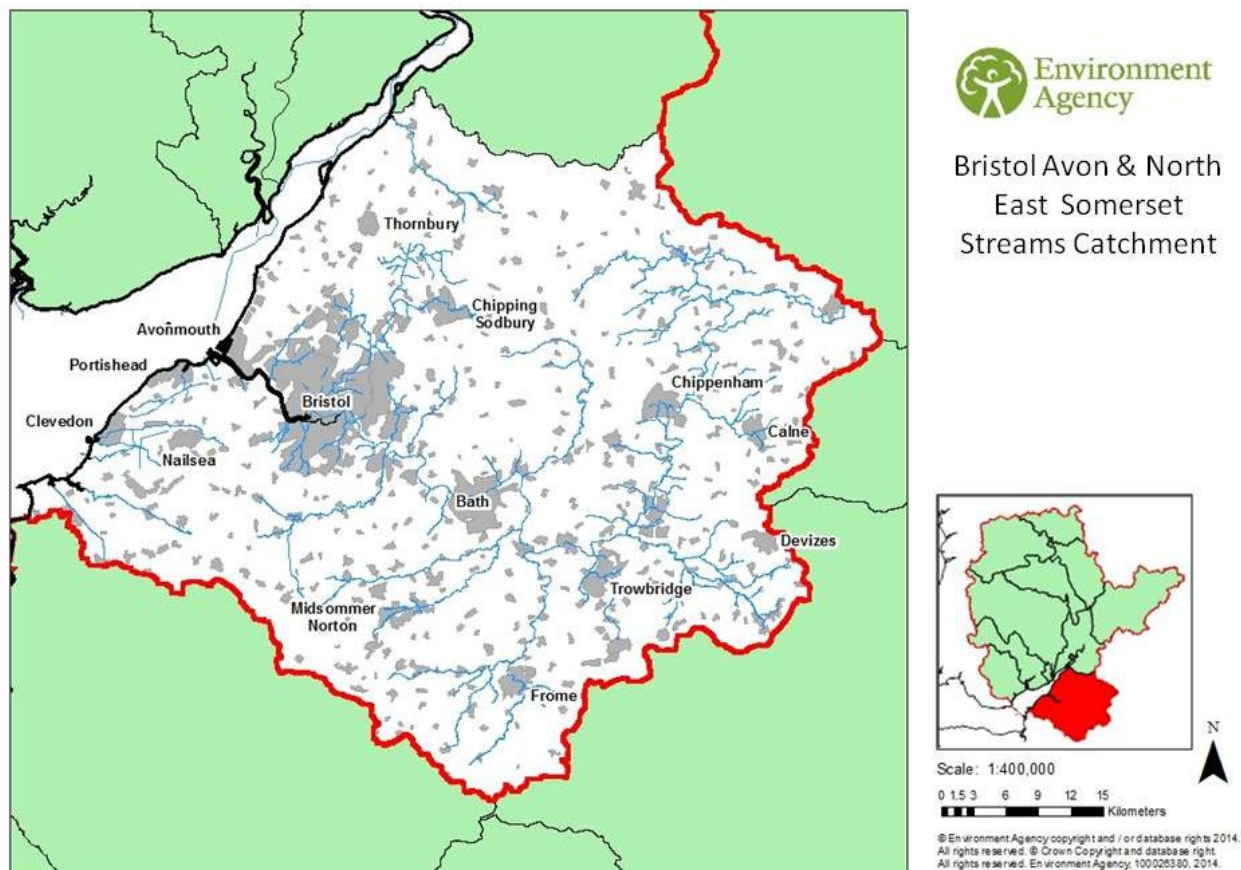 Environment
Agency
Bristol Avon & North
East Somerset
Streams Catchment
Thornbury
Chipping
Sodbury
Avonmouth
Portishead
Chippenham
Bristol
Clevedon
Calne
Nailsea
Bath
Devizes
Trowbridge
Midsommer
Norton
Frome
N
Scale: 1:400,000
0 1.5 3 6 9 12 15
Kilometers
© Environment Agency copyright and / or database rights 2014.
All rights reserved. © Crown Copyright and database right.
All rights reserved. Environment Agency, 100026380, 2014.